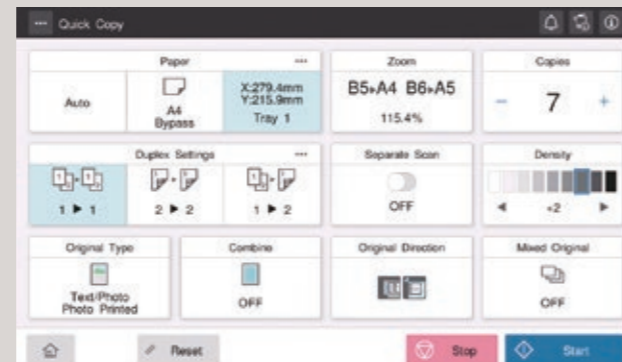 Quick Copy
Paper
Auto
A4
Bypass
X:279.4mm
Y:215.9mm
Tray 1
Zoom
B5▸A4 B6▸A5
115.4%
Copies
- 7 +
Duplex Settings
1 ▶ 1
2 ▶ 2
1 ▶ 2
Separate Scan
OFF
Density
◀ +2 ▶
Original Type
Text/Photo
Photo Printed
Combine
OFF
Original Direction
Mixed Original
OFF
Reset
Stop
Start